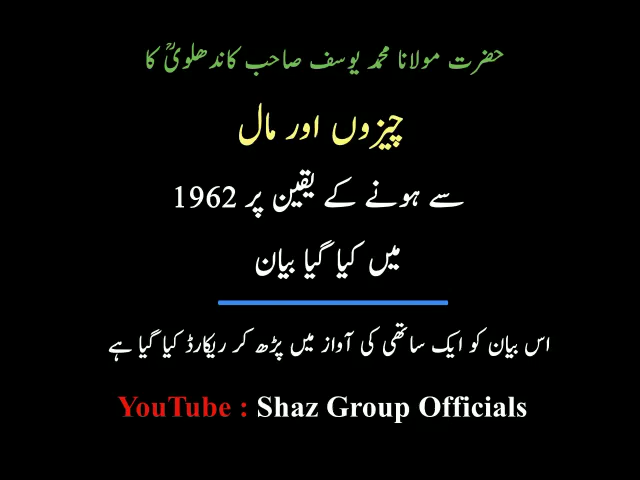 حضرت مولانا محمد یوسف صاحب کاندھلویؒ کا
چیزوں اور مال
سے ہونے کے یقین پر 1962
میں کیا گیا بیان
اس بیان کو ایک ساتھی کی آواز میں پڑھ کر ریکارڈ کیا گیا ہے
YouTube : Shaz Group Officials